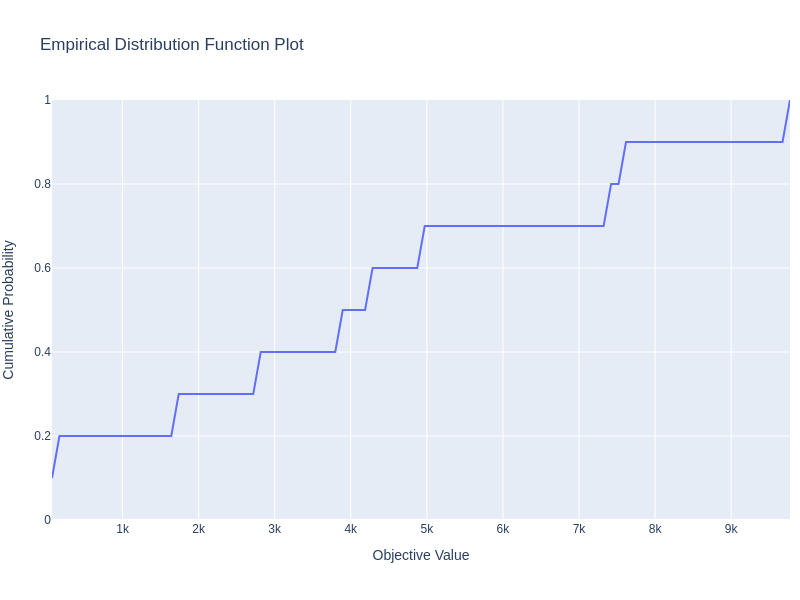 Empirical Distribution Function Plot
1
0.8
0.6
0.4
0.2
0
Cumulative Probability
1k 2k 3k 4k 5k 6k 7k 8k 9k
Objective Value